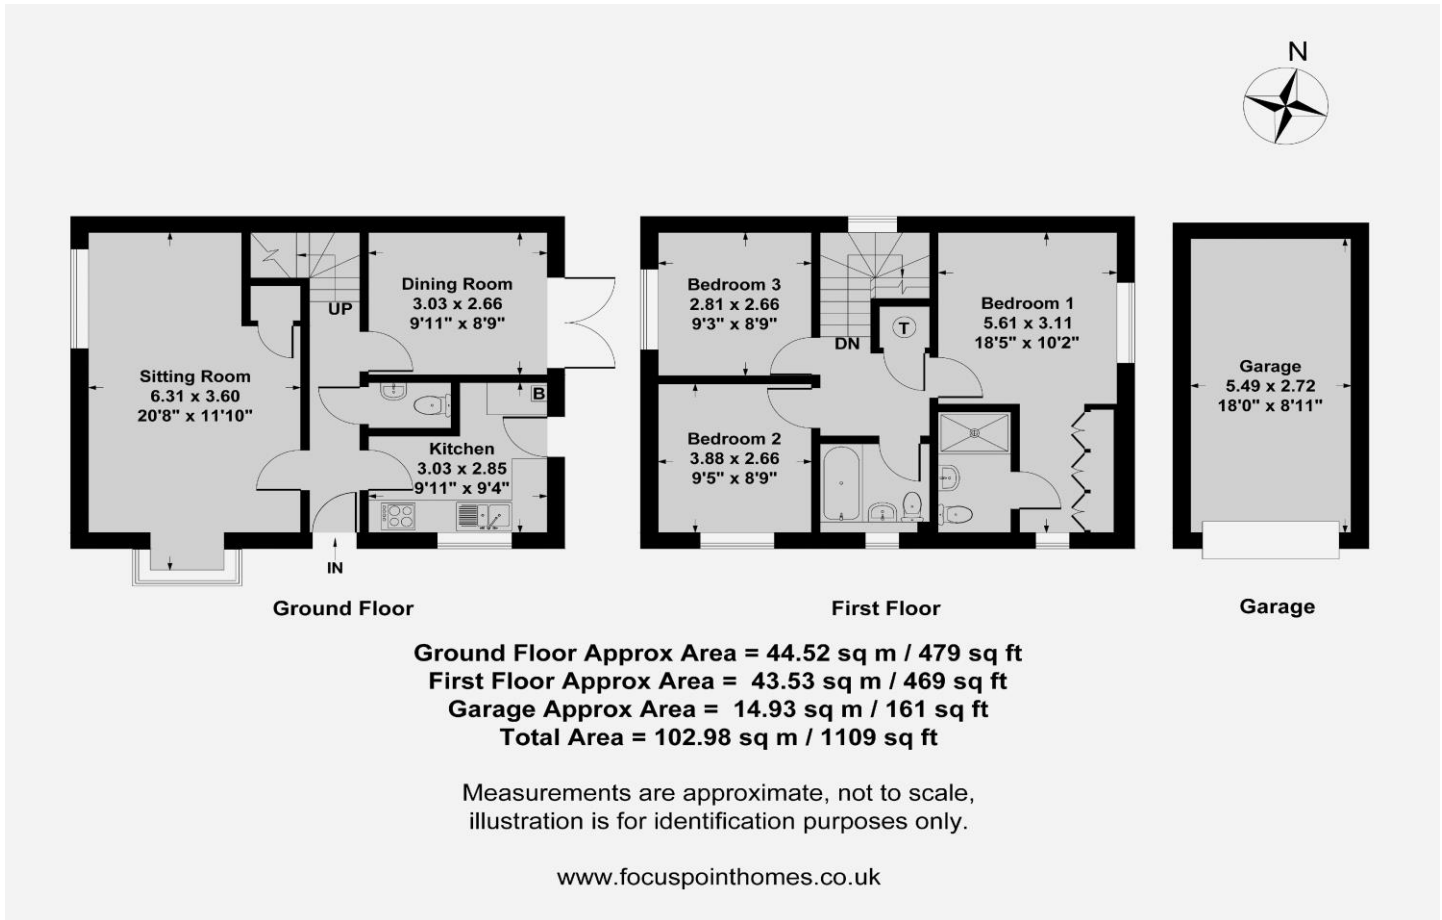 N
Sitting Room
6.31 x 3.60
20'8" x 11'10"
UP
Dining Room
3.03 x 2.66
9'11" x 8'9"
B
Kitchen
3.03 x 2.85
9'11" x 9'4"
IN
Ground Floor
Bedroom 3
2.81 x 2.66
9'3" x 8'9"
DN
T
Bedroom 1
5.61 x 3.11
18'5" x 10'2"
Bedroom 2
3.88 x 2.66
9'5" x 8'9"
First Floor
Garage
5.49 x 2.72
18'0" x 8'11"
Garage
Ground Floor Approx Area = 44.52 sq m / 479 sq ft
First Floor Approx Area = 43.53 sq m / 469 sq ft
Garage Approx Area = 14.93 sq m / 161 sq ft
Total Area = 102.98 sq m / 1109 sq ft
Measurements are approximate, not to scale,
illustration is for identification purposes only.
www.focuspointhomes.co.uk